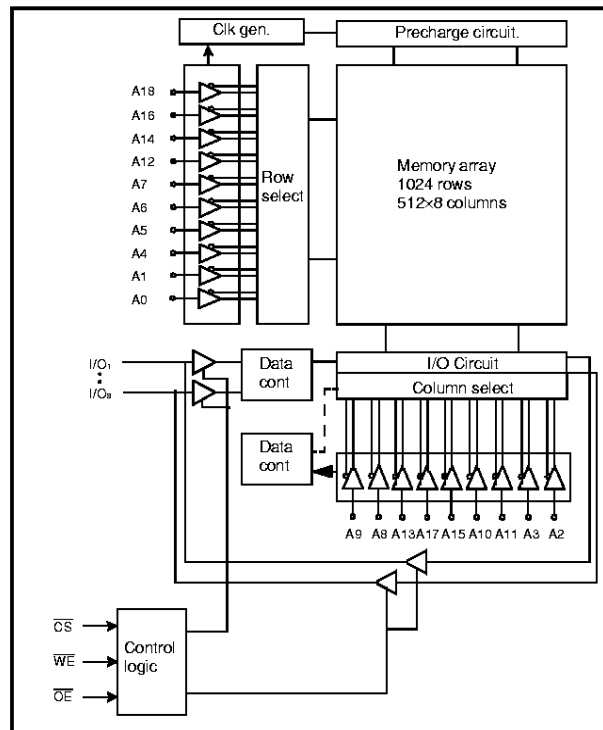 Clk gen.
Precharge circuit.
A18
A16
A14
A12
A7
A6
A5
A4
A1
A0
Row
select
Memory array
1024 rows
512×8 columns
I/O1
I/O8
Data
cont
I/O Circuit
Column select
Data
cont
A9 A8 A13 A17 A15 A10 A11 A3 A2
CS
WE
OE
Control
logic